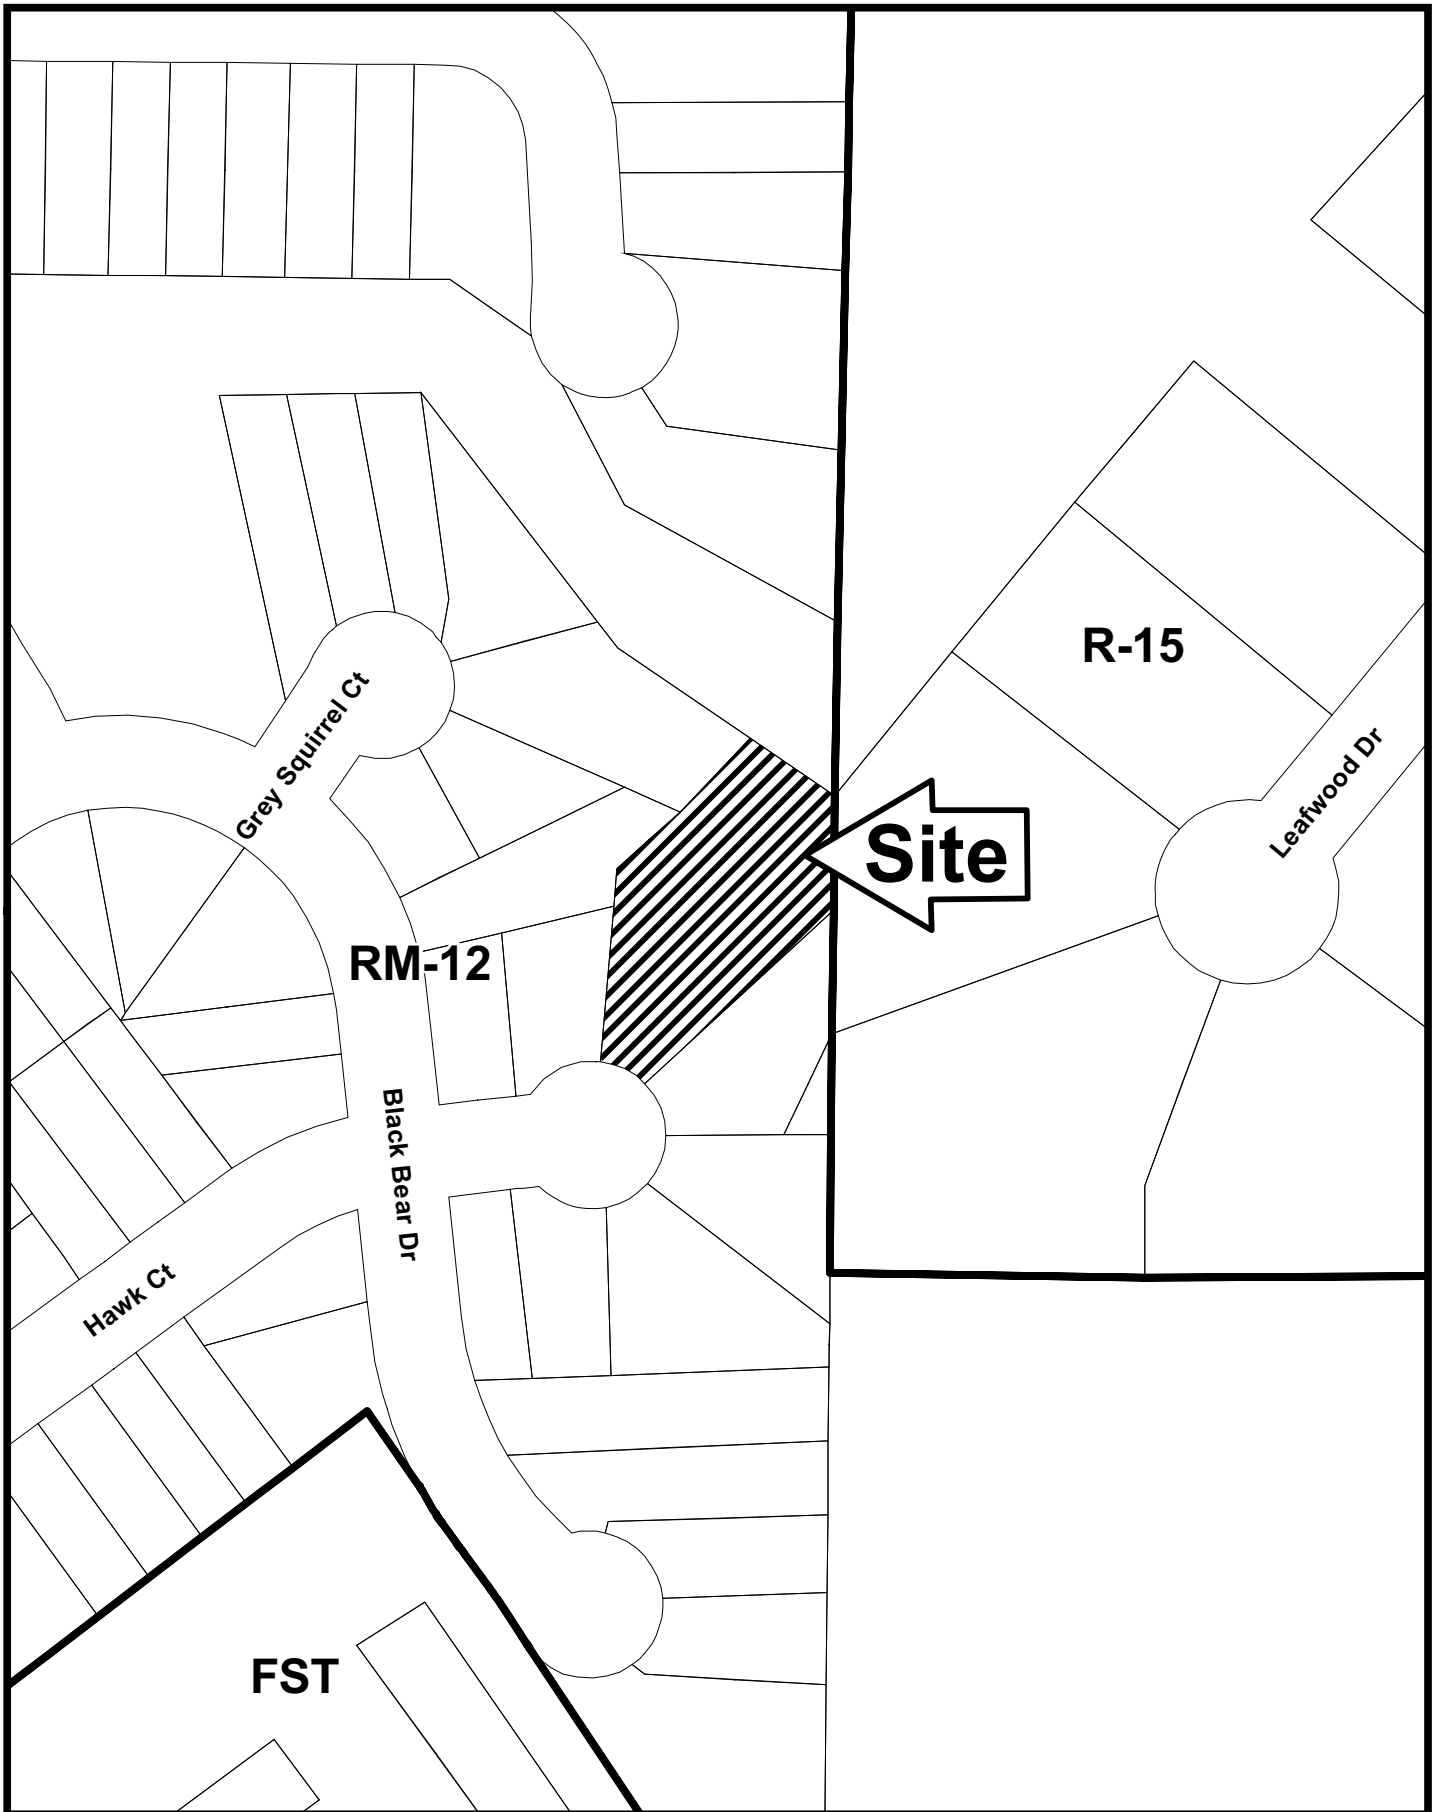 R-15
Grey Squirrel Ct
Leafwood Dr
Site
RM-12
Black Bear Dr
Hawk Ct
FST